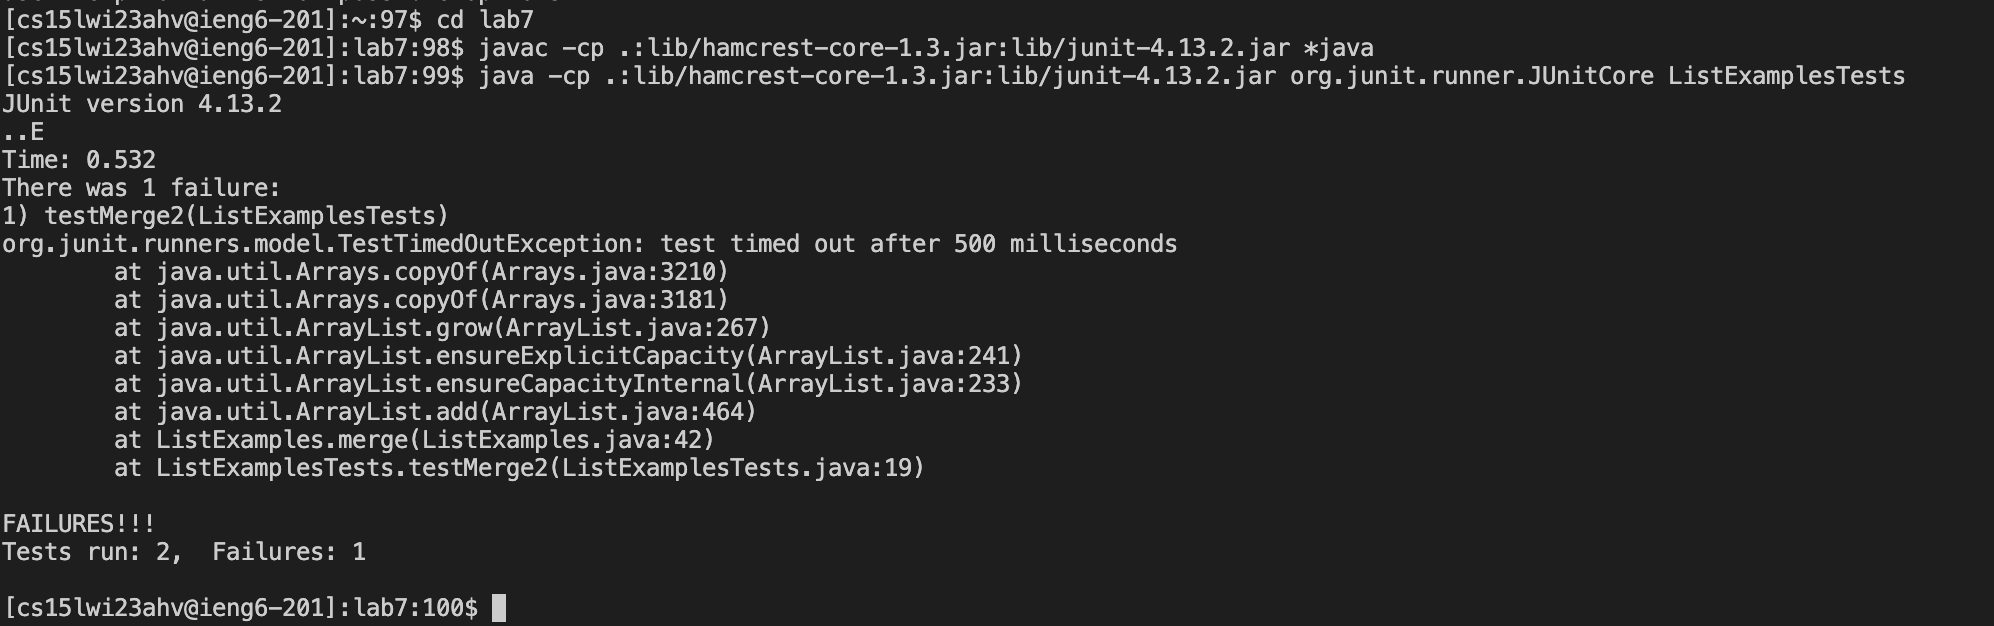 [cs15lwi23ahv@ieng6-201]:~:97$ cd lab7
[cs15lwi23ahv@ieng6-201]:lab7:98$ javac -cp .:lib/hamcrest-core-1.3.jar:lib/junit-4.13.2.jar *java
[cs15lwi23ahv@ieng6-201]:lab7:99$ java -cp .:lib/hamcrest-core-1.3.jar:lib/junit-4.13.2.jar org.junit.runner.JUnitCore ListExamplesTests
JUnit version 4.13.2
..E
Time: 0.532
There was 1 failure:
1) testMerge2(ListExamplesTests)
org.junit.runners.model.TestTimedOutException: test timed out after 500 milliseconds
        at java.util.Arrays.copyOf(Arrays.java:3210)
        at java.util.Arrays.copyOf(Arrays.java:3181)
        at java.util.ArrayList.grow(ArrayList.java:267)
        at java.util.ArrayList.ensureExplicitCapacity(ArrayList.java:241)
        at java.util.ArrayList.ensureCapacityInternal(ArrayList.java:233)
        at java.util.ArrayList.add(ArrayList.java:464)
        at ListExamples.merge(ListExamples.java:42)
        at ListExamplesTests.testMerge2(ListExamplesTests.java:19)
FAILURES!!!
Tests run: 2,  Failures: 1
[cs15lwi23ahv@ieng6-201]:lab7:100$